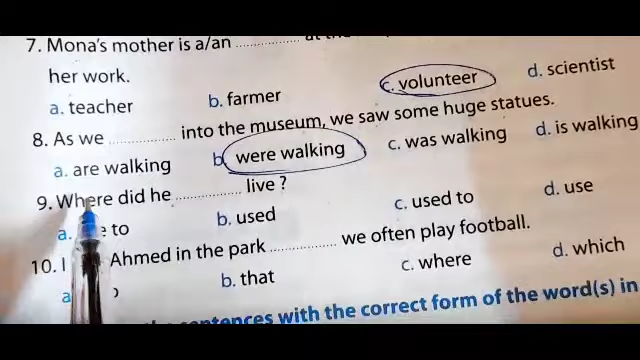 7. Mona's mother is a/an ............... at the
her work.
a. teacher b. farmer c. volunteer d. scientist
8. As we ............... into the museum, we saw some huge statues.
a. are walking b. were walking c. was walking d. is walking
9. Where did he ............... live ?
a. to b. used c. used to d. use
10. I Ahmed in the park ............... we often play football.
a b. that c. where d. which
sentences with the correct form of the word(s) in